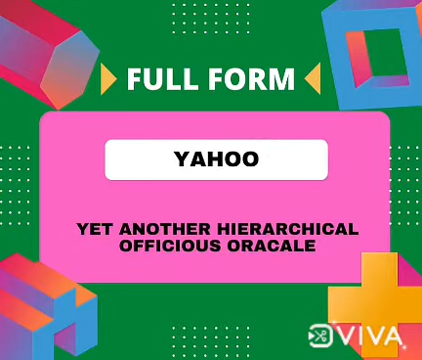 FULL FORM
YAHOO
YET ANOTHER HIERARCHICAL
OFFICIOUS ORACALE
VIVA